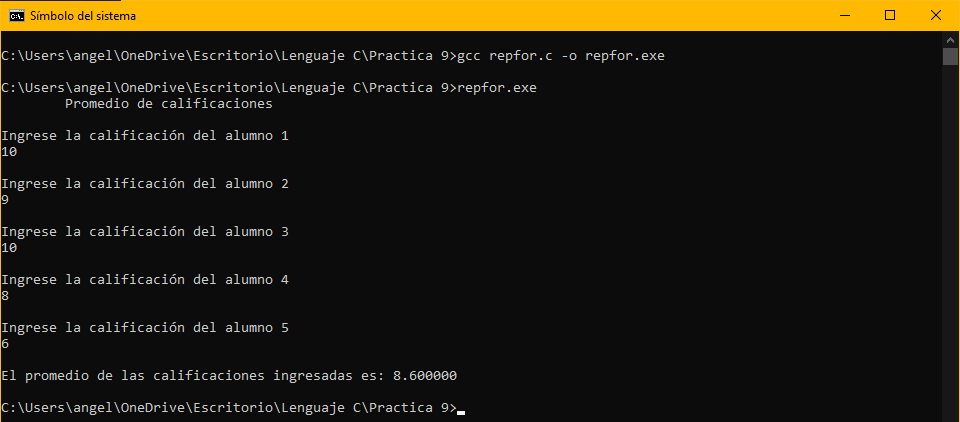 Símbolo del sistema
C:\Users\angel\OneDrive\Escritorio\Lenguaje C\Practica 9>gcc repfor.c -o repfor.exe
C:\Users\angel\OneDrive\Escritorio\Lenguaje C\Practica 9>repfor.exe
Promedio de calificaciones
Ingrese la calificación del alumno 1
10
Ingrese la calificación del alumno 2
9
Ingrese la calificación del alumno 3
10
Ingrese la calificación del alumno 4
8
Ingrese la calificación del alumno 5
6
El promedio de las calificaciones ingresadas es: 8.600000
C:\Users\angel\OneDrive\Escritorio\Lenguaje C\Practica 9>